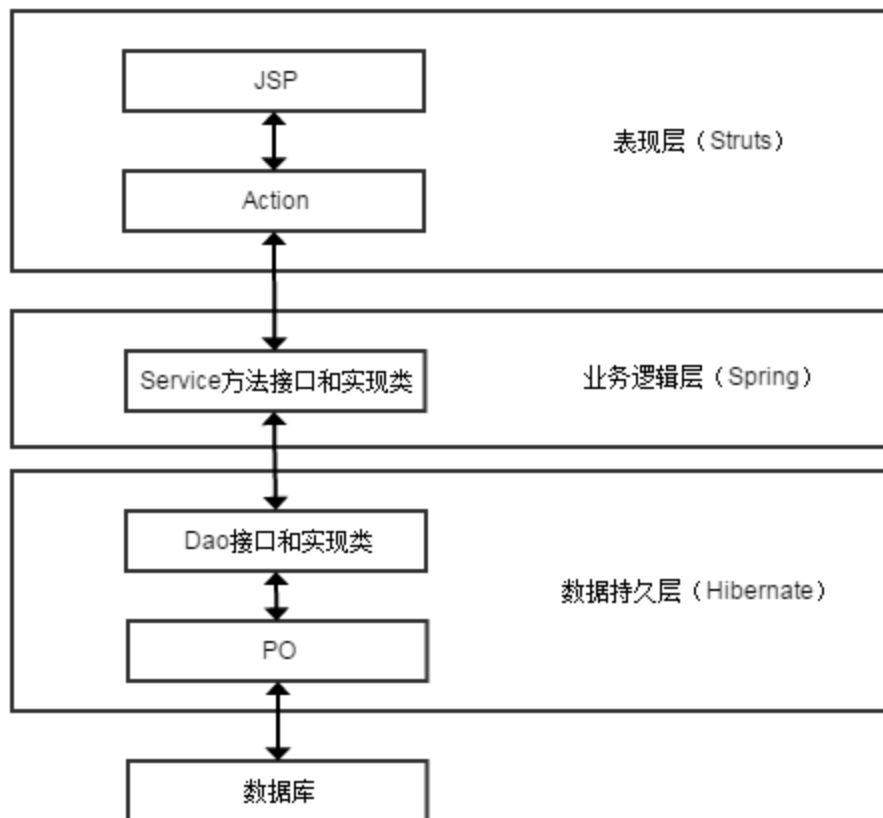 JSP
表现层（Struts）
Action
Service方法接口和实现类
业务逻辑层（Spring）
Dao接口和实现类
数据持久层（Hibernate）
PO
数据库